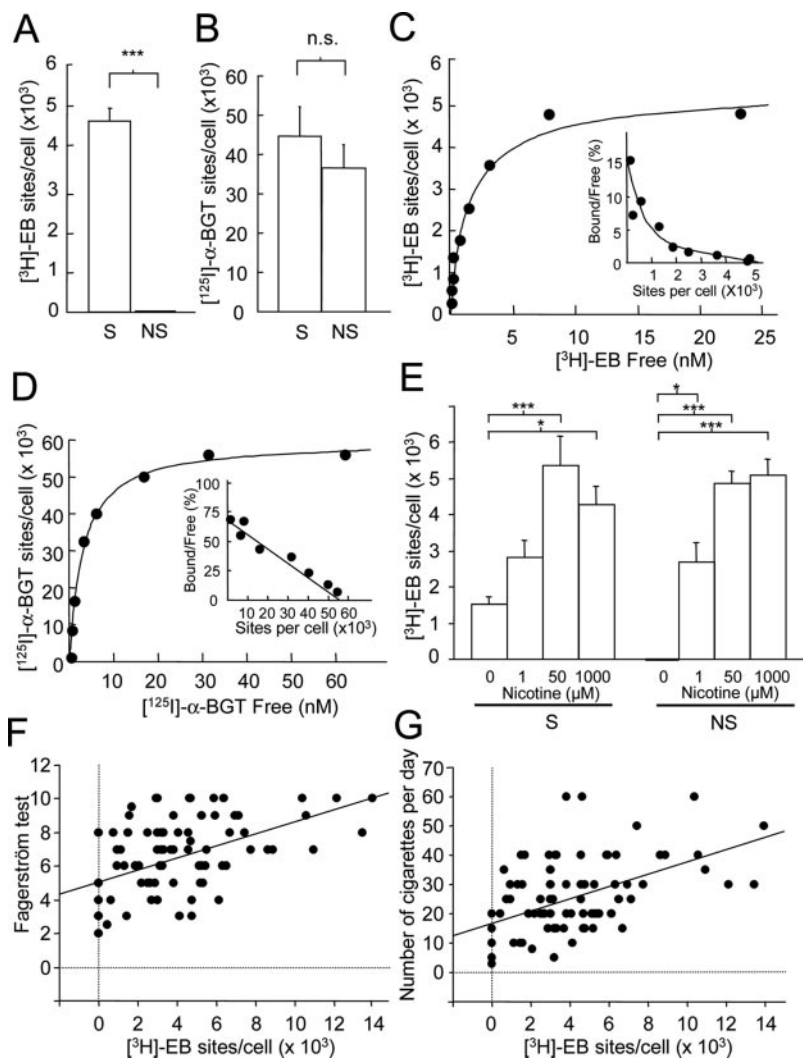 A
***
[³H]-EB sites/cell (x10³)
6
5
4
3
2
1
0
S NS
B
n.s.
[¹²⁵I]-α-BGT sites/cell (x10³)
60
50
40
30
20
10
0
S NS
C
[³H]-EB sites/cell (x 10³)
6
5
4
3
2
1
0
5 10 15 20 25
[³H]-EB Free (nM)
Bound/Free (%)
15
10
5
0
1 2 3 4 5
Sites per cell (X10³)
D
[¹²⁵I]-α-BGT sites/cell (x 10³)
60
50
40
30
20
10
0
10 20 30 40 50 60
[¹²⁵I]-α-BGT Free (nM)
Bound/Free (%)
100
75
50
25
0
10 20 30 40 50 60
Sites per cell (x10³)
E
***
*
*
***
***
[³H]-EB sites/cell (x 10³)
6
5
4
3
2
1
0
0 1 50 1000 0 1 50 1000
Nicotine (µM) Nicotine (µM)
S NS
F
Fagerström test
12
10
8
6
4
2
0
0 2 4 6 8 10 12 14
[³H]-EB sites/cell (x 10³)
G
Number of cigarettes per day
70
60
50
40
30
20
10
0
0 2 4 6 8 10 12 14
[³H]-EB sites/cell (x 10³)